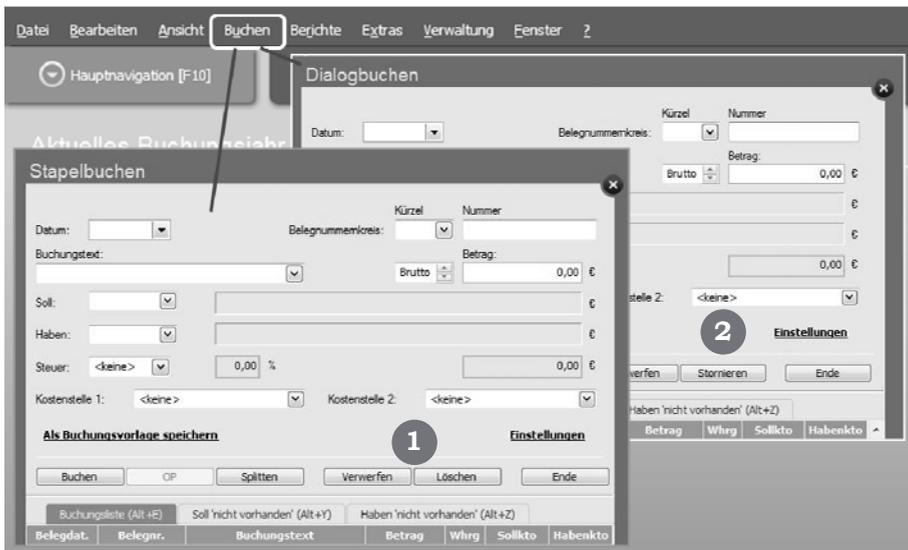 Datei Bearbeiten Ansicht Buchen Berichte Extras Verwaltung Fenster ?
Hauptnavigation [F10]
Aktuelles Buchungsjahr
Dialogbuchen
Kürzel Nummer
Datum: Belegnummernkreis:
Betrag:
Brutto 0,00 €
€
€
0,00 €
stelle 2: <keine>
2
Einstellungen
werfen Stornieren Ende
Haben 'nicht vorhanden' (Alt+Z)
Betrag Whrg Sollkto Habenkto
Stapelbuchen
Kürzel Nummer
Datum: Belegnummernkreis:
Buchungstext: Betrag:
Brutto 0,00 €
Soll: €
Haben: €
Steuer: <keine> 0,00 % 0,00 €
Kostenstelle 1: <keine> Kostenstelle 2: <keine>
1
Als Buchungsvorlage speichern Einstellungen
Buchen OP Splitten Verwerfen Löschen Ende
Buchungsliste (Alt+E) Soll 'nicht vorhanden' (Alt+Y) Haben 'nicht vorhanden' (Alt+Z)
Belegdat. Belegnr. Buchungstext Betrag Whrg Sollkto Habenkto